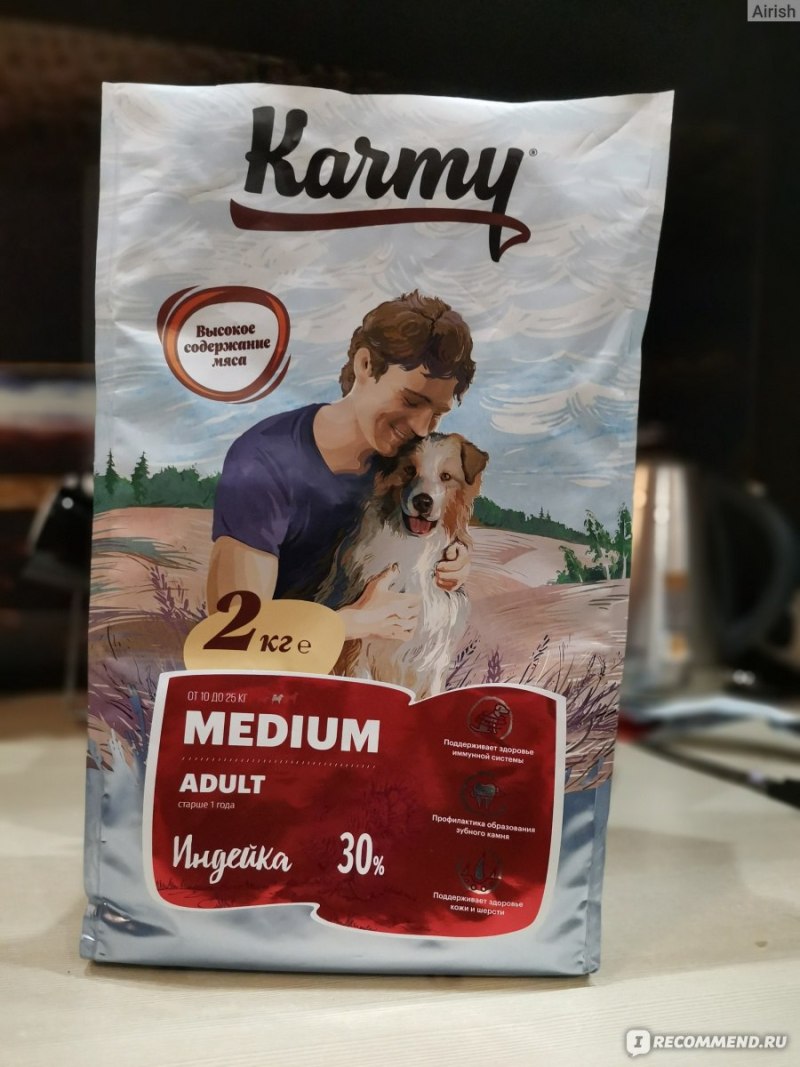 Airish
Karmy®
Высокое
содержание
мяса
2 кг e
ОТ 10 ДО 25 КГ
MEDIUM
ADULT
старше 1 года
Индейка 30%
Поддерживает здоровье
иммунной системы
Профилактика образования
зубного камня
Поддерживает здоровье
кожи и шерсти
I RECOMMEND.RU